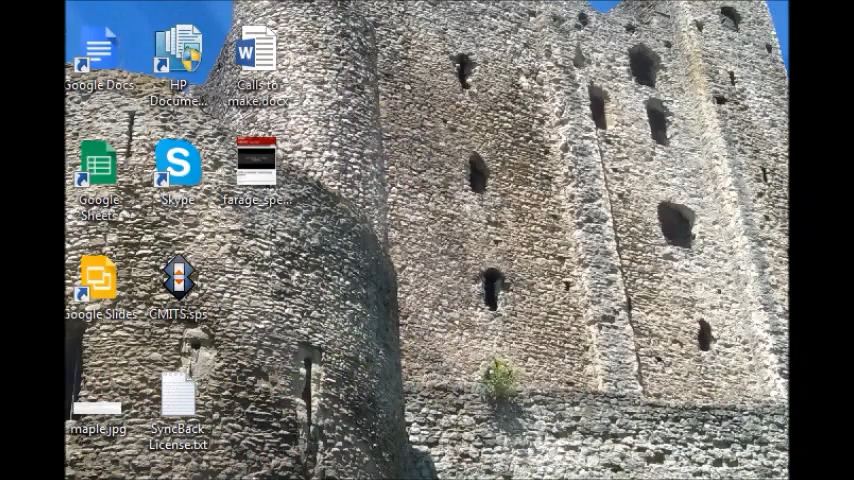 Google Docs
HP
Docume...
Calls to
make.docx
Google
Sheets
Skype
farage_spe...
Google Slides
CMITS.sps
maple.jpg
SyncBack
License.txt